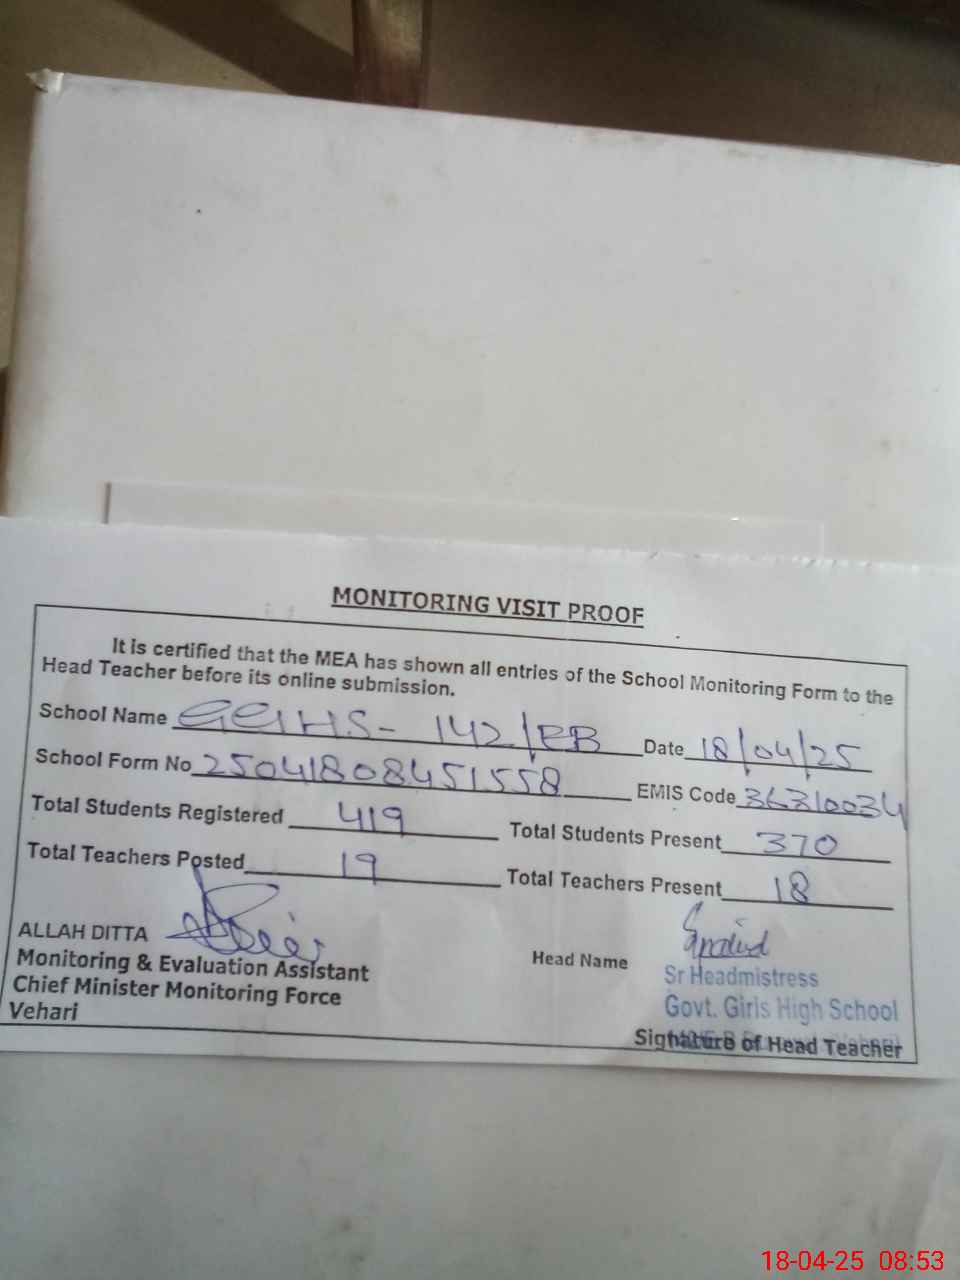 MONITORING VISIT PROOF
It is certified that the MEA has shown all entries of the School Monitoring Form to the
Head Teacher before its online submission.
School Name GGHS- 142/EB Date 18/04/25
School Form No 25041808451558 EMIS Code 36310034
Total Students Registered 419 Total Students Present 370
Total Teachers Posted 19 Total Teachers Present 18
ALLAH DITTA
Monitoring & Evaluation Assistant
Chief Minister Monitoring Force
Vehari
Head Name
Sr Headmistress
Govt. Girls High School
Signature of Head Teacher
18-04-25 08:53